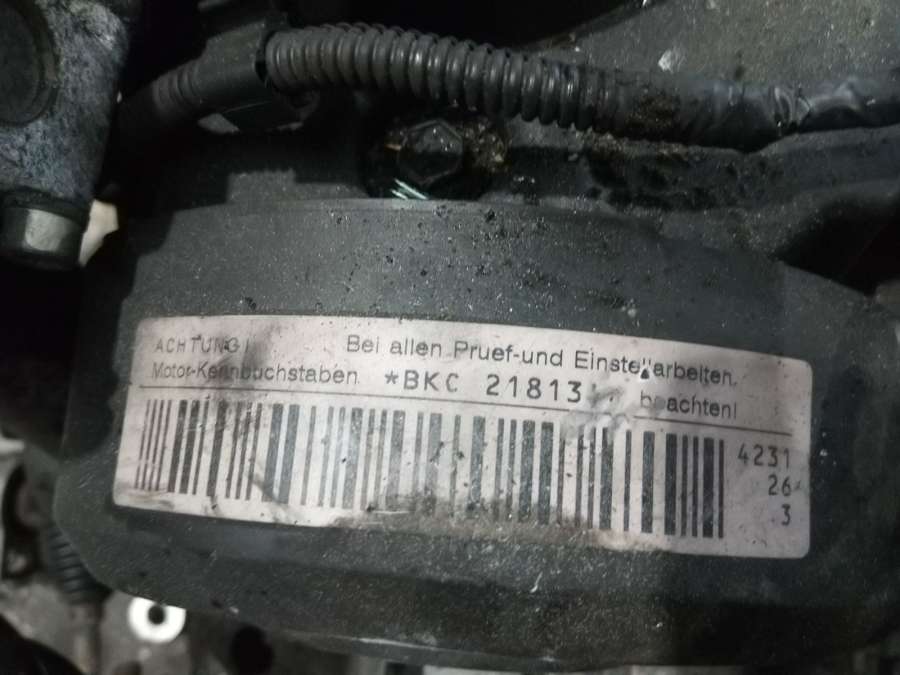 ACHTUNG! Bei allen Pruef-und Einstellarbeiten,
Motor-Kennbuchstaben *BKC 21813 beachten!
4231
26
3